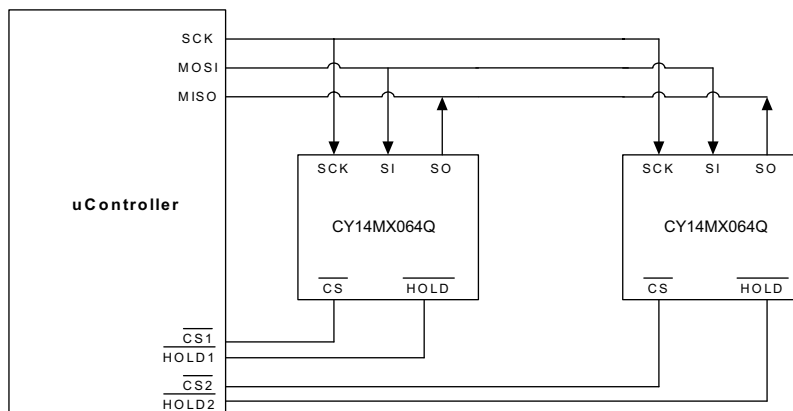 SCK
MOSI
MISO
SCK SI SO
SCK SI SO
uController
CY14MX064Q
CY14MX064Q
CS HOLD
CS HOLD
CS1
HOLD1
CS2
HOLD2